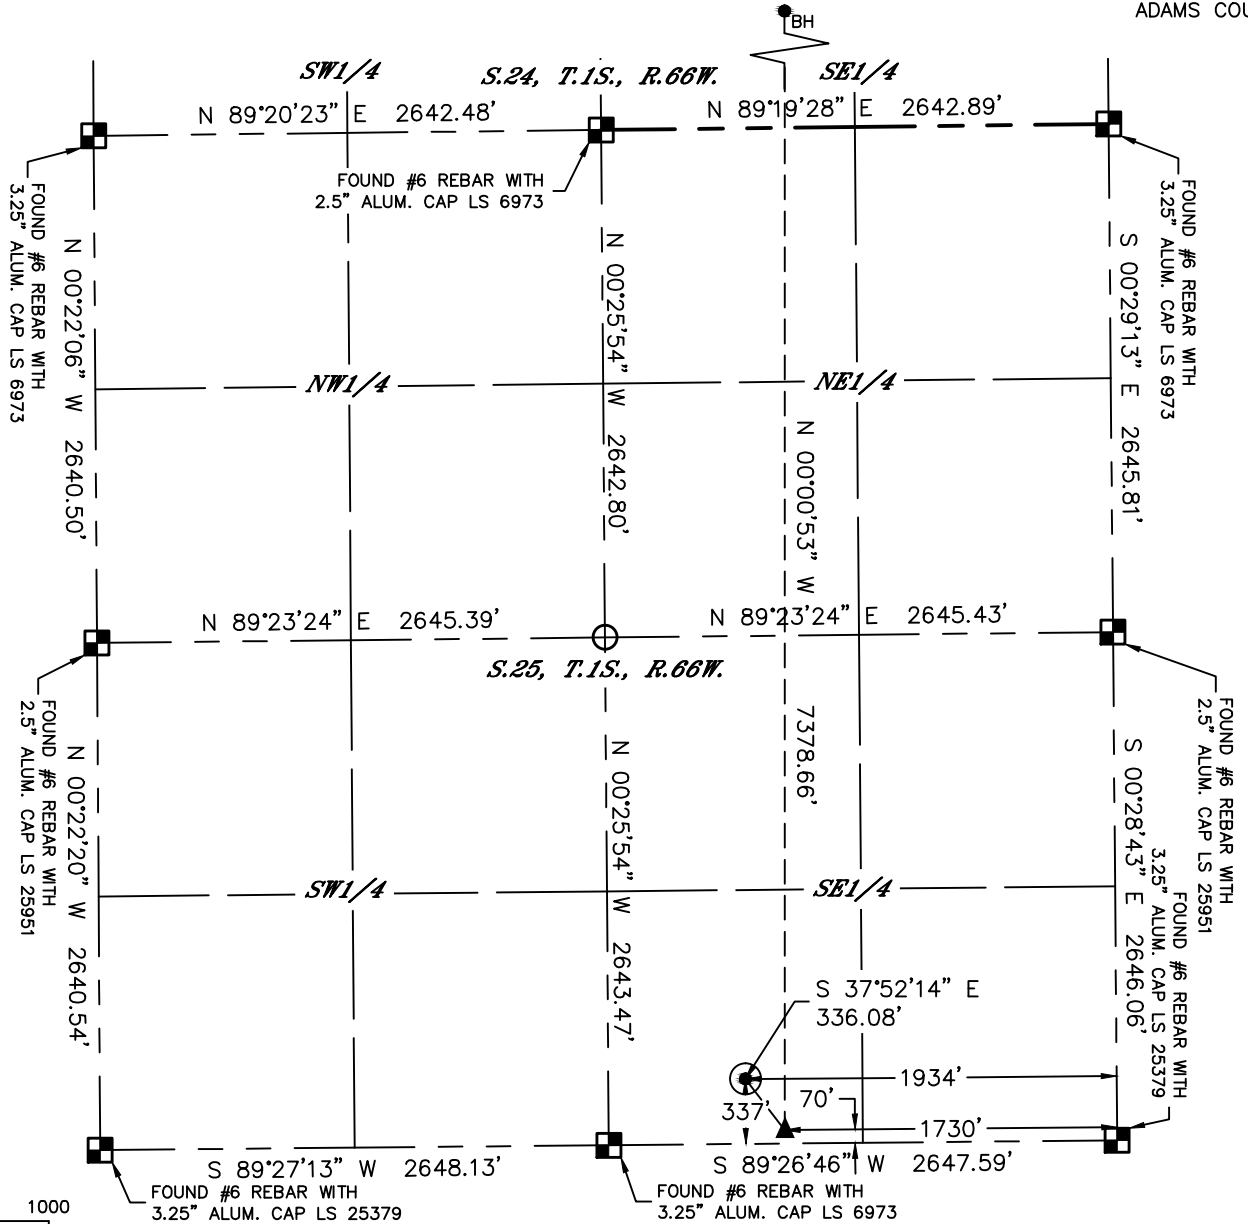 ADAMS COU
BH
SW1/4
S.24, T.1S., R.66W.
SE1/4
N 89°20'23" E 2642.48'
N 89°19'28" E 2642.89'
FOUND #6 REBAR WITH
3.25" ALUM. CAP LS 6973
FOUND #6 REBAR WITH
2.5" ALUM. CAP LS 6973
FOUND #6 REBAR WITH
3.25" ALUM. CAP LS 6973
N 00°22'06" W 2640.50'
N 00°25'54" W 2642.80'
S 00°29'13" E 2645.81'
NW1/4
NE1/4
N 00°00'53" W 7378.66'
N 89°23'24" E 2645.39'
N 89°23'24" E 2645.43'
S.25, T.1S., R.66W.
FOUND #6 REBAR WITH
2.5" ALUM. CAP LS 25951
FOUND #6 REBAR WITH
2.5" ALUM. CAP LS 25951
N 00°22'20" W 2640.54'
N 00°25'54" W 2643.47'
S 00°28'43" E 2646.06'
SW1/4
SE1/4
FOUND #6 REBAR WITH
3.25" ALUM. CAP LS 25379
S 37°52'14" E
336.08'
1934'
337'
70'
1730'
S 89°27'13" W 2648.13'
S 89°26'46" W 2647.59'
FOUND #6 REBAR WITH
3.25" ALUM. CAP LS 25379
FOUND #6 REBAR WITH
3.25" ALUM. CAP LS 6973
1000